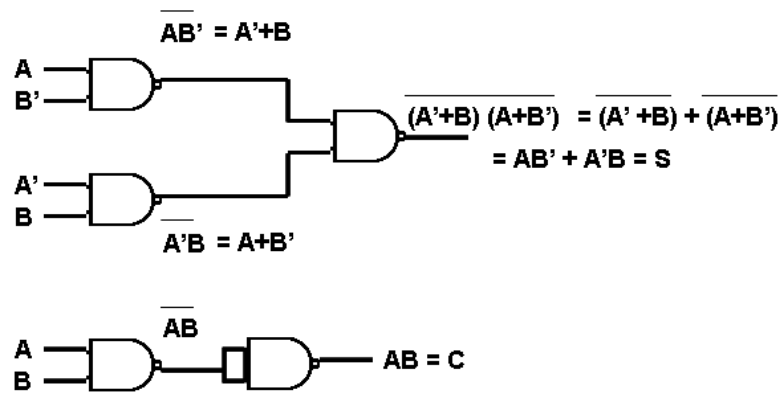 AB' = A'+B
A
B'
(A'+B) (A+B') = (A' +B) + (A+B')
= AB' + A'B = S
A'
B
A'B = A+B'
AB
A
B
AB = C